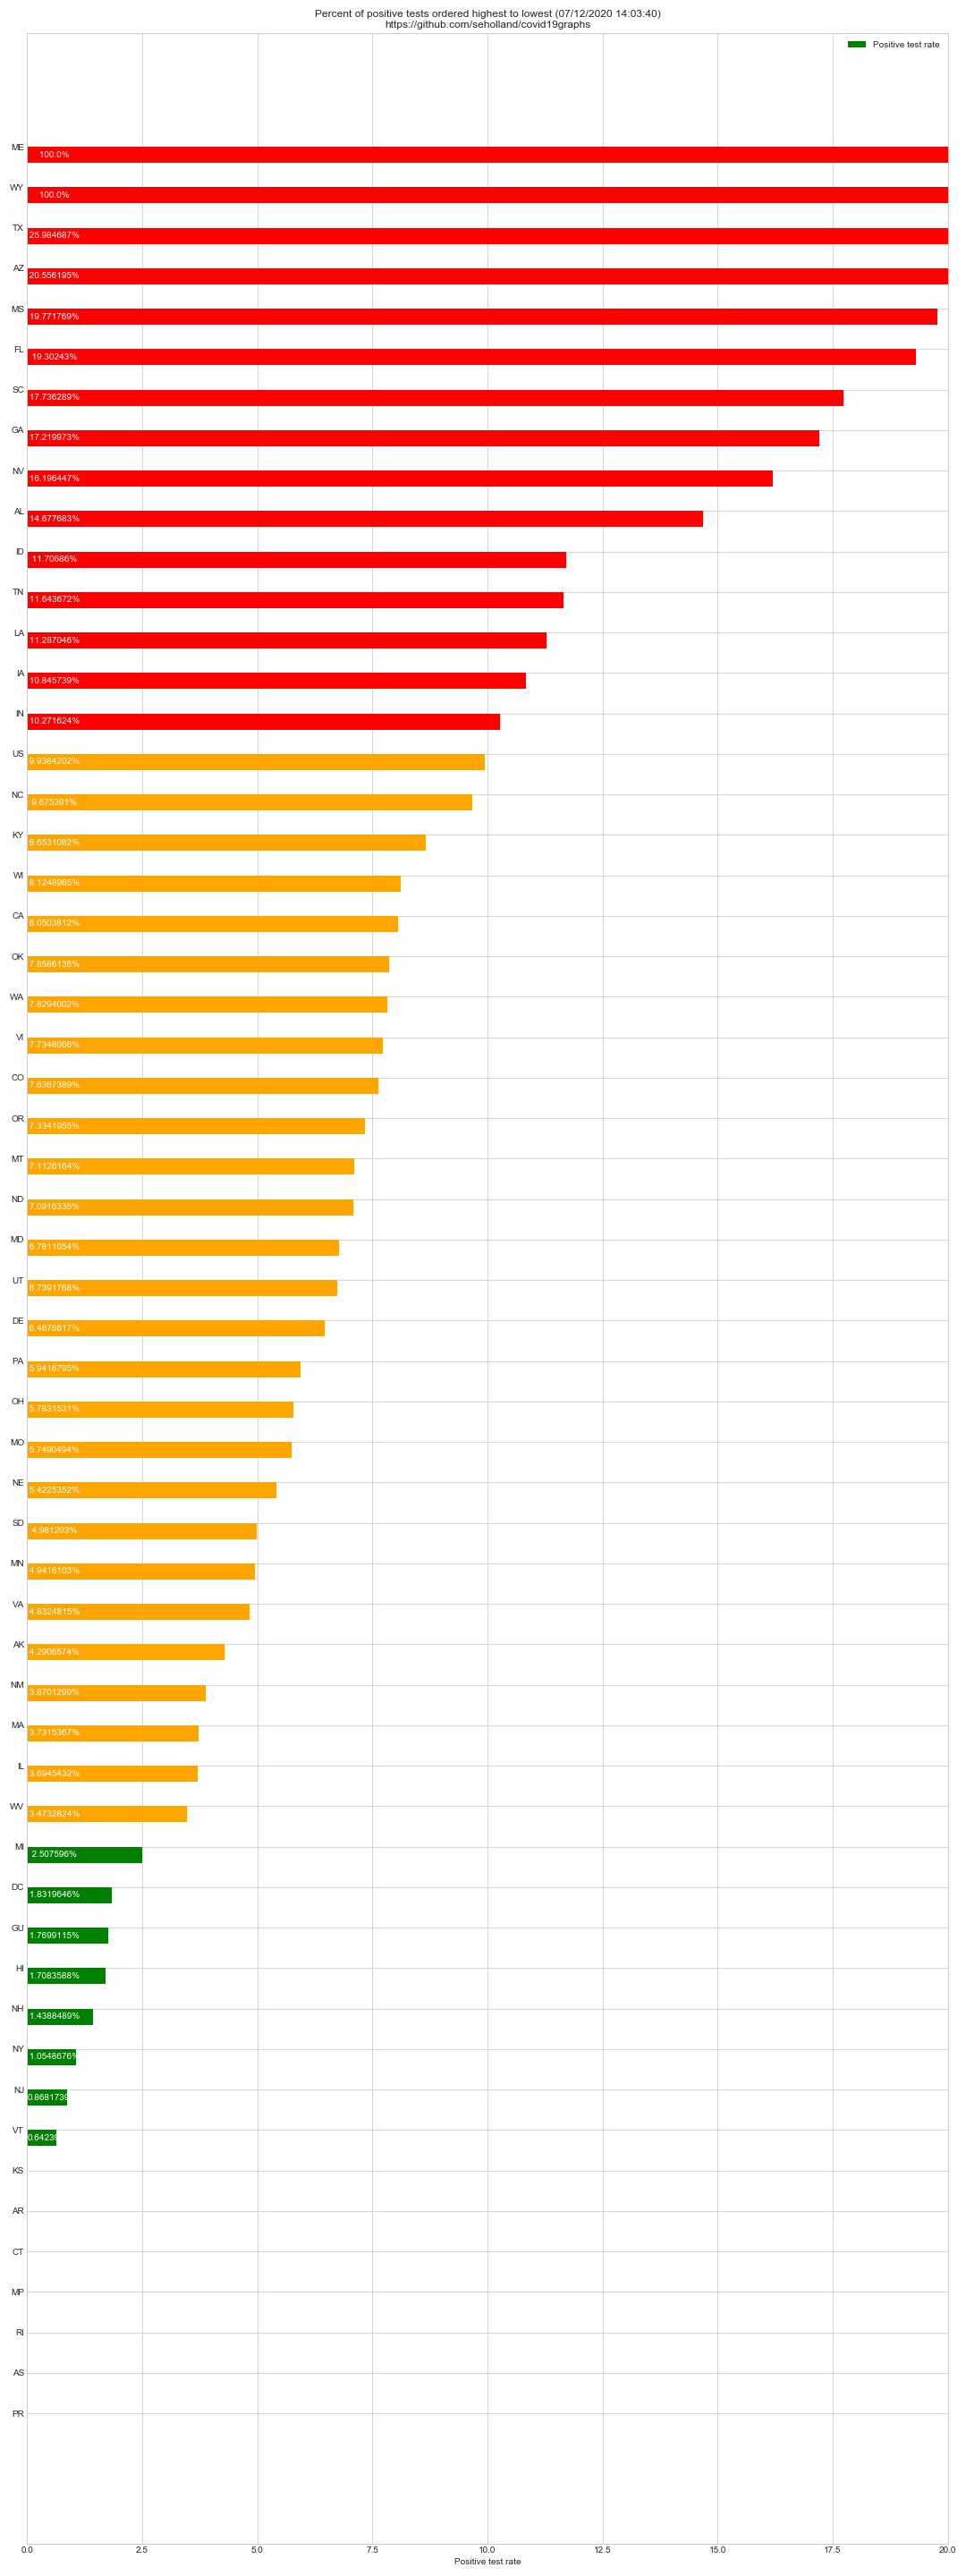 Percent of positive tests ordered highest to lowest (07/12/2020 14:03:40)
https://github.com/seholland/covid19graphs
Positive test rate
ME 100.0%
WY 100.0%
TX 25.984687%
AZ 20.556195%
MS 19.771769%
FL 19.30243%
SC 17.736289%
GA 17.219973%
NV 16.196447%
AL 14.677683%
ID 11.70686%
TN 11.643672%
LA 11.287046%
IA 10.845739%
IN 10.271624%
US 9.9384202%
NC 9.675391%
KY 8.6531082%
WI 8.1248965%
CA 8.0503812%
OK 7.8586136%
WA 7.8294002%
VI 7.7348066%
CO 7.6367389%
OR 7.3341955%
MT 7.1126164%
ND 7.0916335%
MD 6.7811054%
UT 6.7391768%
DE 6.4676617%
PA 5.9416795%
OH 5.7831531%
MO 5.7490494%
NE 5.4225352%
SD 4.981203%
MN 4.9416103%
VA 4.8324815%
AK 4.2906574%
NM 3.8701299%
MA 3.7315367%
IL 3.6945432%
WV 3.4732824%
MI 2.507596%
DC 1.8319646%
GU 1.7699115%
HI 1.7083588%
NH 1.4388489%
NY 1.0548676%
NJ 0.8681739
VT 0.6423
KS
AR
CT
MP
RI
AS
PR
0.0 2.5 5.0 7.5 10.0 12.5 15.0 17.5 20.0
Positive test rate